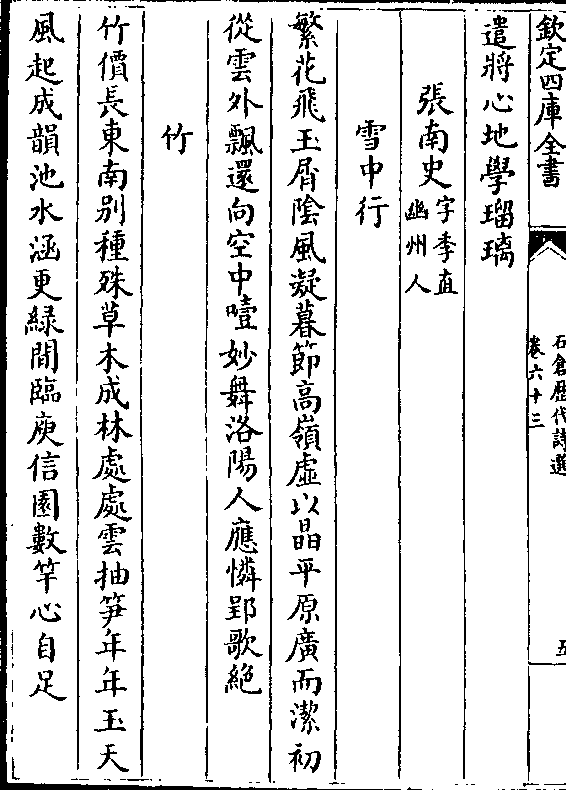 欽定四庫全書
石倉歷代詩選
卷六十三
五
遣將心地學瑠璃
張南史字季直
幽州人
雪中行
繁花飛玉屑陰風凝暮節高嶺虛以晶平原廣而潔初
從雲外飄還向空中噎妙舞洛陽人應憐郢歌絶
竹
竹價長東南别種殊草木成林處處雲抽笋年年玉天
風起成韻池水涵更緑間臨庾信園數竿心自足